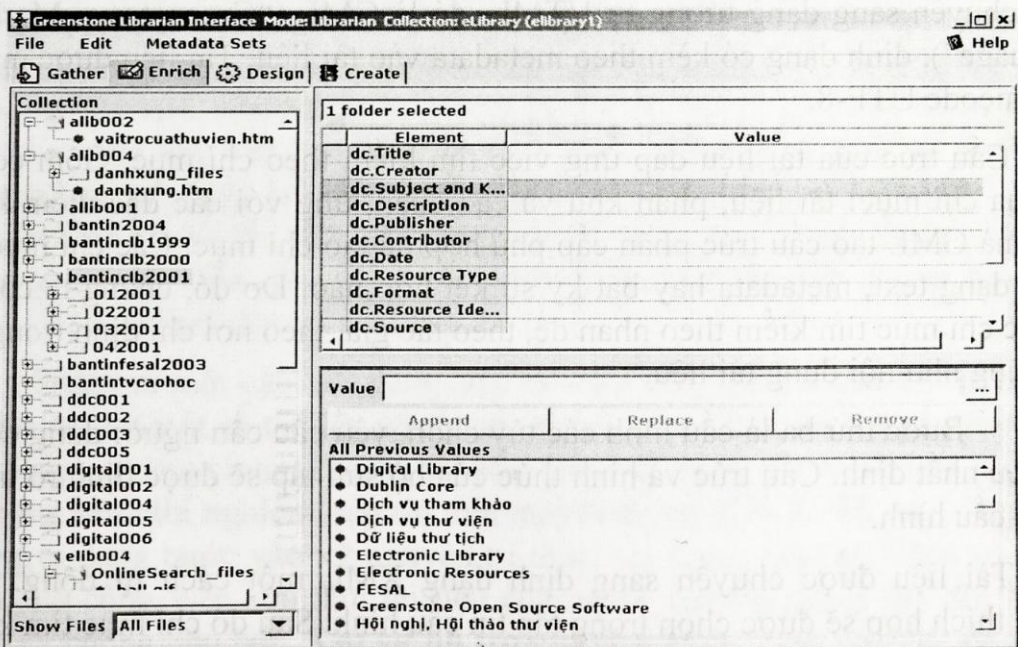 Greenstone Librarian Interface Mode: Librarian Collection: eLibrary (elibrary1)
File Edit Metadata Sets Help
Gather Enrich Design Create
Collection
allb002
vaitrocuathuvien.htm
allb004
danhxung_files
danhxung.htm
allib001
bantin2004
bantinclb1999
bantinclb2000
bantinclb2001
012001
022001
032001
042001
bantinfesal2003
bantintvcaohoc
ddc001
ddc002
ddc003
ddc005
digital001
digital002
digital004
digital005
digital006
elib004
OnlineSearch_files
Show Files All Files
1 folder selected
Element Value
dc.Title
dc.Creator
dc.Subject and K...
dc.Description
dc.Publisher
dc.Contributor
dc.Date
dc.Resource Type
dc.Format
dc.Resource Ide...
dc.Source
Value
...
Append Replace Remove
All Previous Values
Digital Library
Dublin Core
Dịch vụ tham khảo
Dịch vụ thư viện
Dữ liệu thư tịch
Electronic Library
Electronic Resources
FESAL
Greenstone Open Source Software
Hội nghị, Hội thảo thư viện